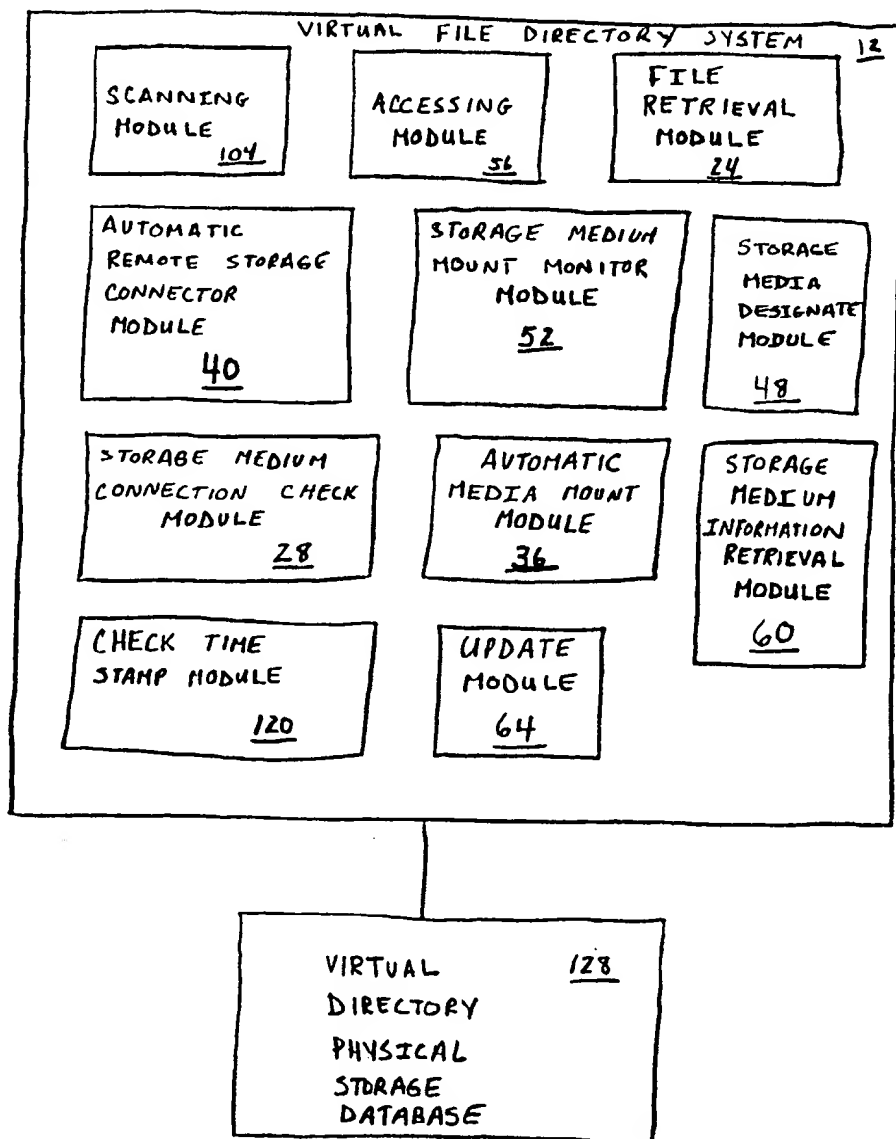 VIRTUAL FILE DIRECTORY SYSTEM 12
SCANNING
MODULE
104
ACCESSING
MODULE
56
FILE
RETRIEVAL
MODULE
24
AUTOMATIC
REMOTE STORAGE
CONNECTOR
MODULE
40
STORAGE MEDIUM
MOUNT MONITOR
MODULE
52
STORAGE
MEDIA
DESIGNATE
MODULE
48
STORABE MEDIUM
CONNECTION CHECK
MODULE
28
AUTOMATIC
MEDIA MOUNT
MODULE
36
STORAGE
MEDIUM
INFORMATION
RETRIEVAL
MODULE
60
CHECK TIME
STAMP MODULE
120
UPDATE
MODULE
64
VIRTUAL 128
DIRECTORY
PHYSICAL
STORAGE
DATABASE